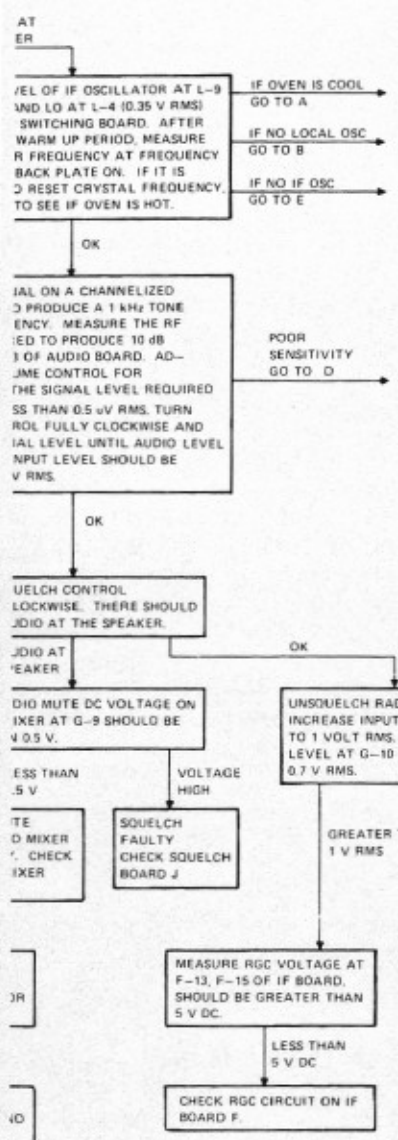 AT
ER
VEL OF IF OSCILLATOR AT L-9
AND LO AT L-4 (0.35 V RMS)
SWITCHING BOARD. AFTER
WARM UP PERIOD, MEASURE
R FREQUENCY AT FREQUENCY
BACK PLATE ON. IF IT IS
O RESET CRYSTAL FREQUENCY,
TO SEE IF OVEN IS HOT.
IF OVEN IS COOL
GO TO A
IF NO LOCAL OSC
GO TO B
IF NO IF OSC
GO TO E
OK
NAL ON A CHANNELIZED
O PRODUCE A 1 kHz TONE
ENCY. MEASURE THE RF
RED TO PRODUCE 10 dB
B OF AUDIO BOARD. AD–
UME CONTROL FOR
THE SIGNAL LEVEL REQUIRED
SS THAN 0.5 uV RMS. TURN
ROL FULLY CLOCKWISE AND
NAL LEVEL UNTIL AUDIO LEVEL
NPUT LEVEL SHOULD BE
V RMS.
POOR
SENSITIVITY
GO TO D
OK
UELCH CONTROL
LOCKWISE. THERE SHOULD
UDIO AT THE SPEAKER.
UDIO AT
PEAKER
OK
DIO MUTE DC VOLTAGE ON
IXER AT G-9 SHOULD BE
N 0.5 V.
UNSQUELCH RAD
INCREASE INPUT
TO 1 VOLT RMS.
LEVEL AT G-10
0.7 V RMS.
LESS THAN
.5 V
VOLTAGE
HIGH
UTE
D MIXER
Y. CHECK
IXER
SQUELCH
FAULTY
CHECK SQUELCH
BOARD J
GREATER
1 V RMS
OR
MEASURE RGC VOLTAGE AT
F-13, F-15 OF IF BOARD,
SHOULD BE GREATER THAN
5 V DC.
LESS THAN
5 V DC
NO
CHECK RGC CIRCUIT ON IF
BOARD F.